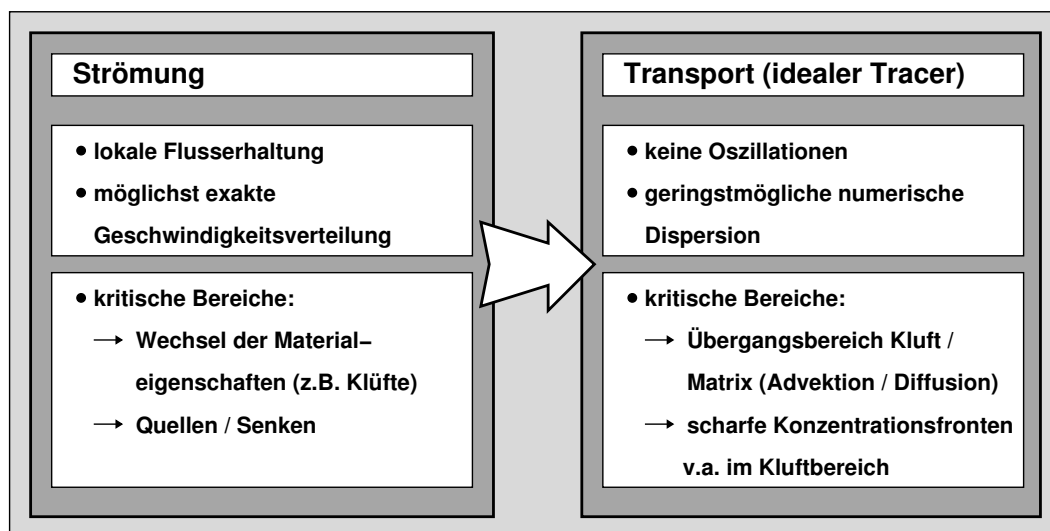 Strömung
• lokale Flusserhaltung
• möglichst exakte
Geschwindigkeitsverteilung
• kritische Bereiche:
→ Wechsel der Material–
eigenschaften (z.B. Klüfte)
→ Quellen / Senken
Transport (idealer Tracer)
• keine Oszillationen
• geringstmögliche numerische
Dispersion
• kritische Bereiche:
→ Übergangsbereich Kluft /
Matrix (Advektion / Diffusion)
→ scharfe Konzentrationsfronten
v.a. im Kluftbereich